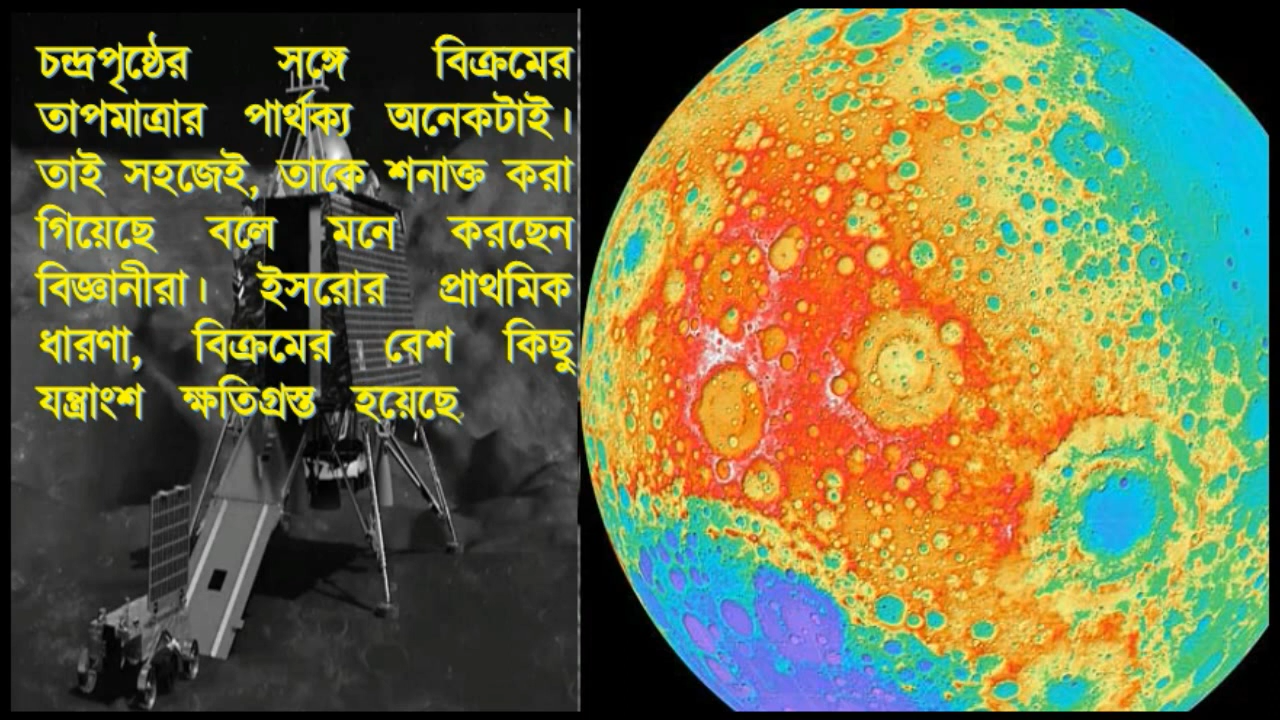 চন্দ্রপৃষ্ঠের সঙ্গে বিক্রমের
তাপমাত্রার পার্থক্য অনেকটাই।
তাই সহজেই, তাকে শনাক্ত করা
গিয়েছে বলে মনে করছেন
বিজ্ঞানীরা। ইসরোর প্রাথমিক
ধারণা, বিক্রমের বেশ কিছু
যন্ত্রাংশ ক্ষতিগ্রস্ত হয়েছে